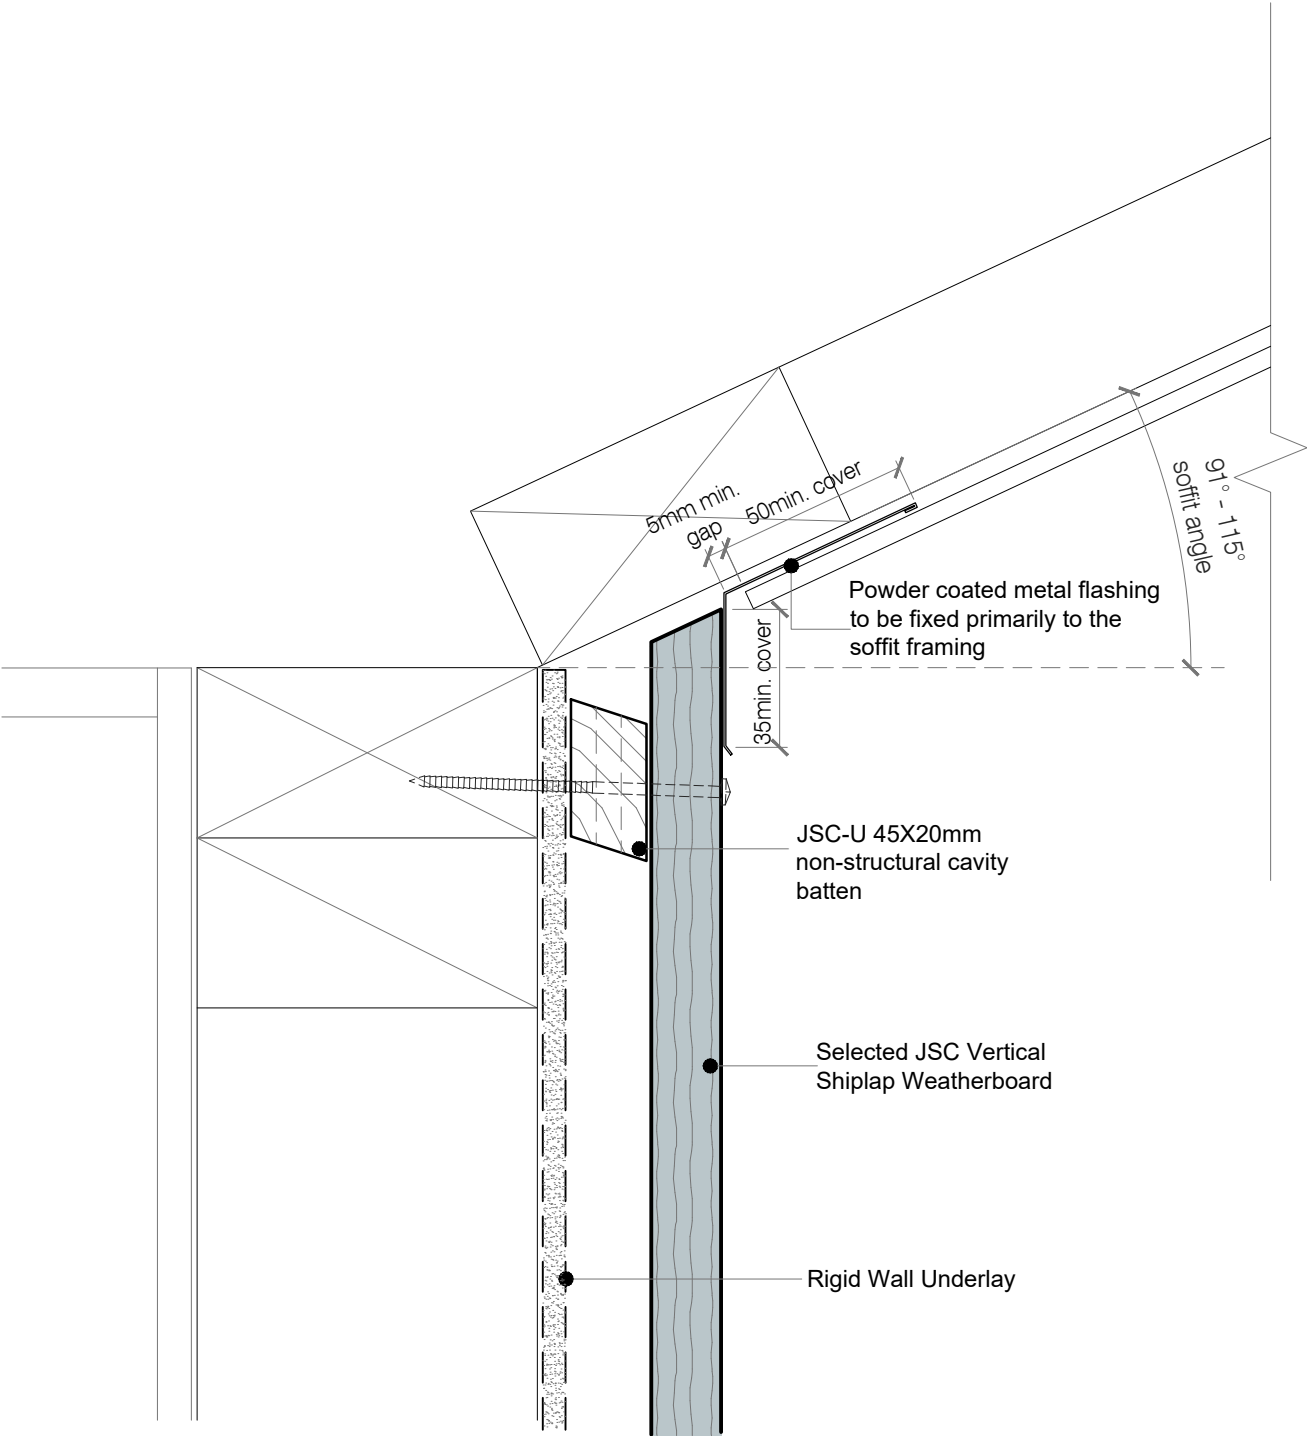 5mm min.
gap
50min. cover
91° - 115°
soffit angle
Powder coated metal flashing
to be fixed primarily to the
soffit framing
35min. cover
JSC-U 45X20mm
non-structural cavity
batten
Selected JSC Vertical
Shiplap Weatherboard
Rigid Wall Underlay